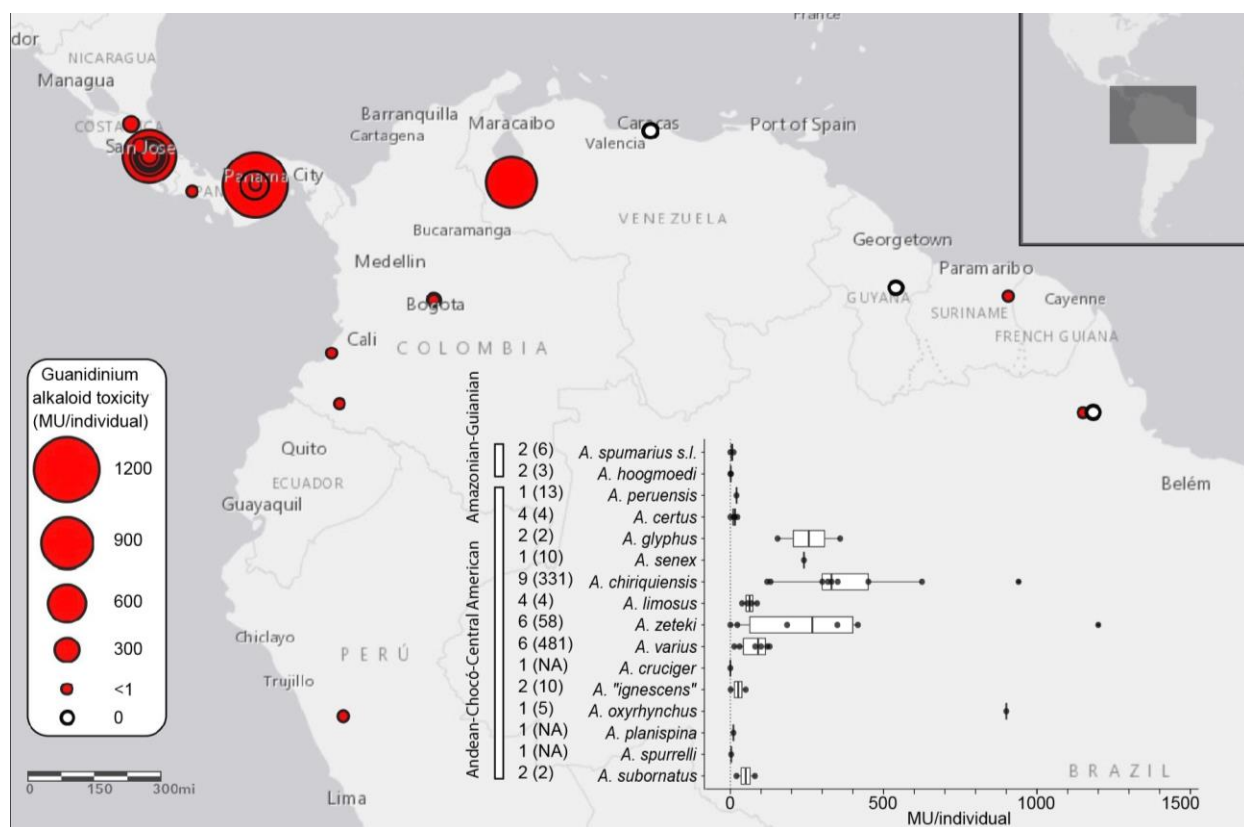 France
dor
NICARAGUA
Managua
Barranquilla
Maracaibo
Caracas
Port of Spain
COSTA RICA
Cartagena
Valencia
San Jose
Panama City
PAN
VENEZUELA
Bucaramanga
Georgetown
Medellin
Paramaribo
GUYANA
Cayenne
Bogota
SURINAME
Cali
COLOMBIA
FRENCH GUIANA
Guanidinium
alkaloid toxicity
(MU/individual)
1200
900
600
300
<1
0
Quito
ECUADOR
Guayaquil
Belém
Chiclayo
PERÚ
Trujillo
Lima
BRAZIL
0 150 300mi
Amazonian-Guianian
Andean-Chocó-Central American
2 (6) A. spumarius s.l.
2 (3) A. hoogmoedi
1 (13) A. peruensis
4 (4) A. certus
2 (2) A. glyphus
1 (10) A. senex
9 (331) A. chiriquiensis
4 (4) A. limosus
6 (58) A. zeteki
6 (481) A. varius
1 (NA) A. cruciger
2 (10) A. "ignescens"
1 (5) A. oxyrhynchus
1 (NA) A. planispina
1 (NA) A. spurrelli
2 (2) A. subornatus
0 500 1000 1500
MU/individual